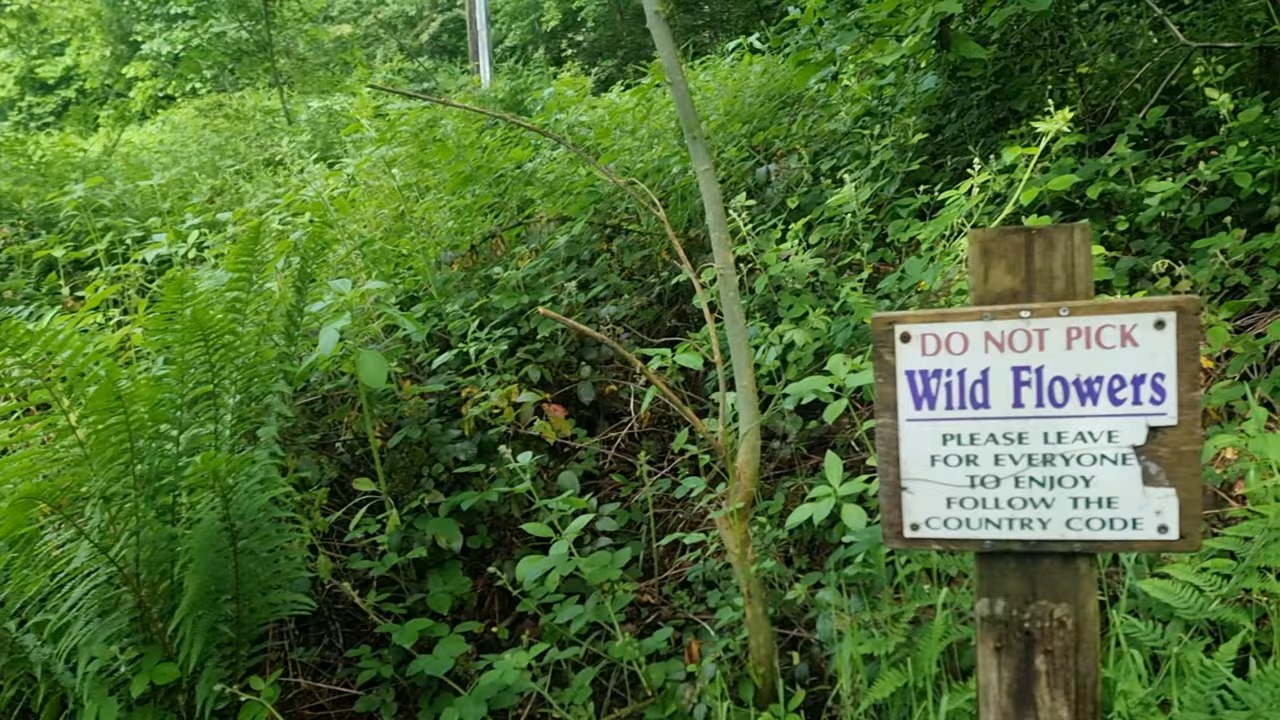 DO NOT PICK
Wild Flowers
PLEASE LEAVE
FOR EVERYONE
TO ENJOY
FOLLOW THE
COUNTRY CODE